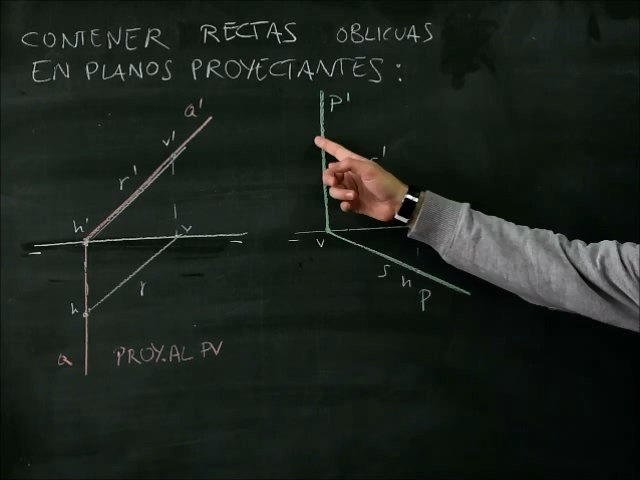 CONTENER RECTAS OBLICUAS
EN PLANOS PROYECTANTES:
a'
P'
v'
r'
h'
v
v
r
s
h
h
P
a
PROY.AL PV